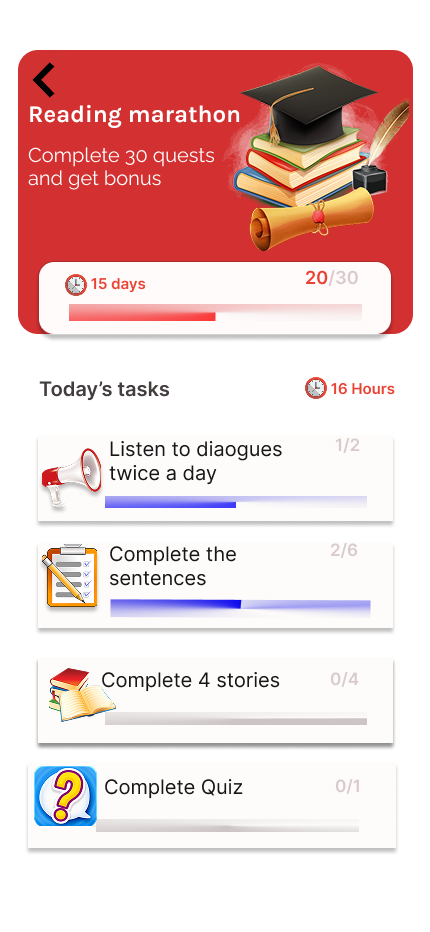 Reading marathon
Complete 30 quests
and get bonus
15 days
20/30
Today’s tasks
16 Hours
Listen to diaogues
twice a day
1/2
Complete the
sentences
2/6
Complete 4 stories
0/4
Complete Quiz
0/1